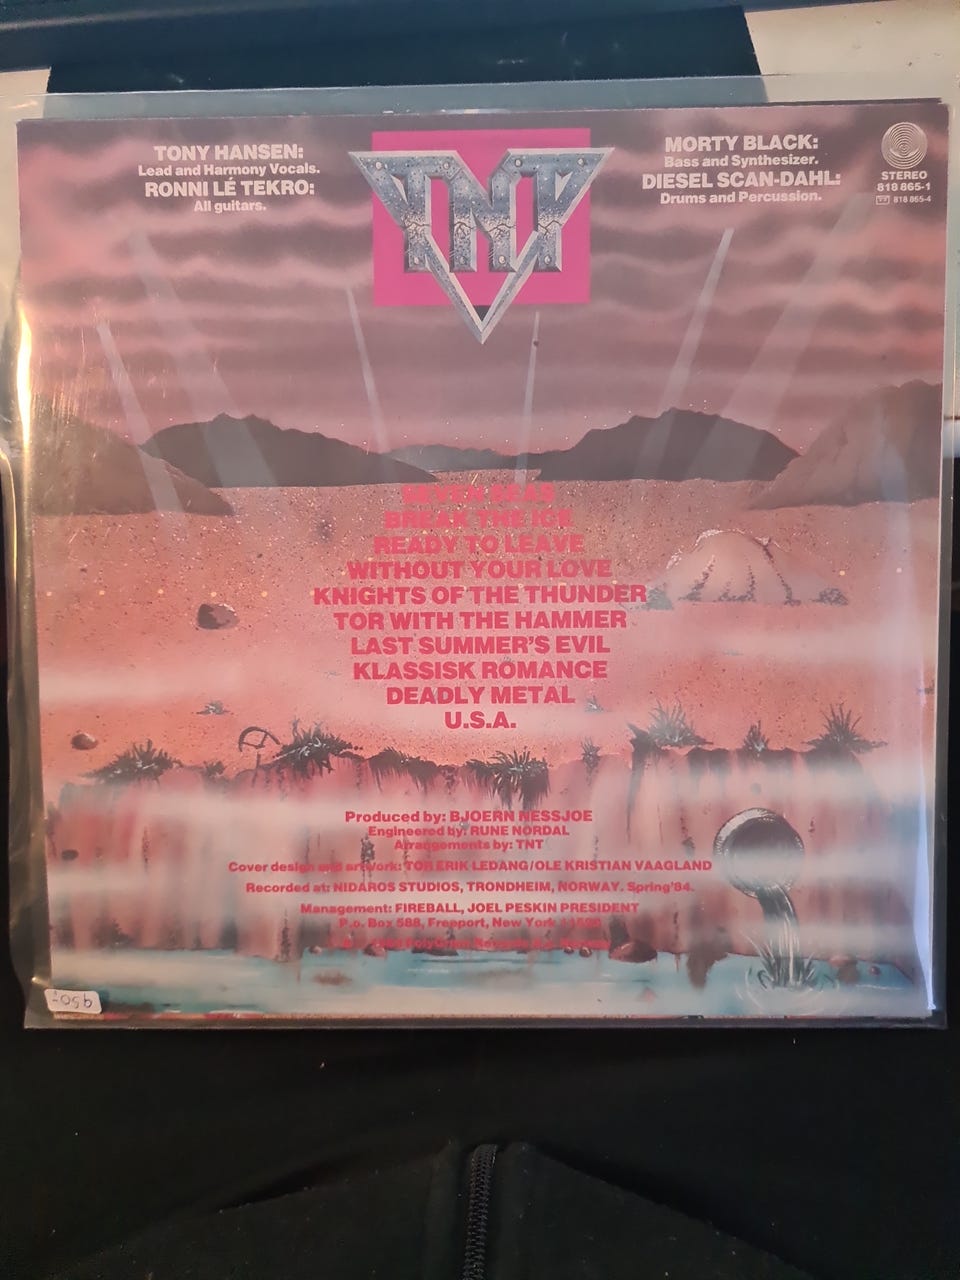 TONY HANSEN:
Lead and Harmony Vocals.
RONNI LÉ TEKRO:
All guitars.
TNT
MORTY BLACK:
Bass and Synthesizer.
DIESEL SCAN-DAHL:
Drums and Percussion.
STEREO
818 865-1
818 865-4
SEVEN SEAS
BREAK THE ICE
READY TO LEAVE
WITHOUT YOUR LOVE
KNIGHTS OF THE THUNDER
TOR WITH THE HAMMER
LAST SUMMER'S EVIL
KLASSISK ROMANCE
DEADLY METAL
U.S.A.
Produced by: BJOERN NESSJOE
Engineered by: RUNE NORDAL
Arrangements by: TNT
Cover design and artwork: TOR ERIK LEDANG/OLE KRISTIAN VAAGLAND
Recorded at: NIDAROS STUDIOS, TRONDHEIM, NORWAY. Spring'84.
Management: FIREBALL, JOEL PESKIN PRESIDENT
P.o. Box 588, Freeport, New York 11520